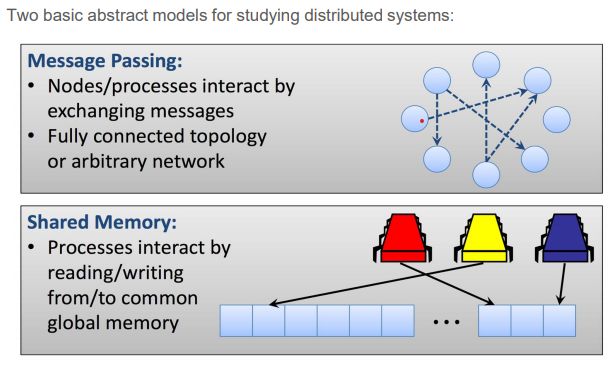 Two basic abstract models for studying distributed systems:
Message Passing:
• Nodes/processes interact by
exchanging messages
• Fully connected topology
or arbitrary network
Shared Memory:
• Processes interact by
reading/writing
from/to common
global memory
• • •